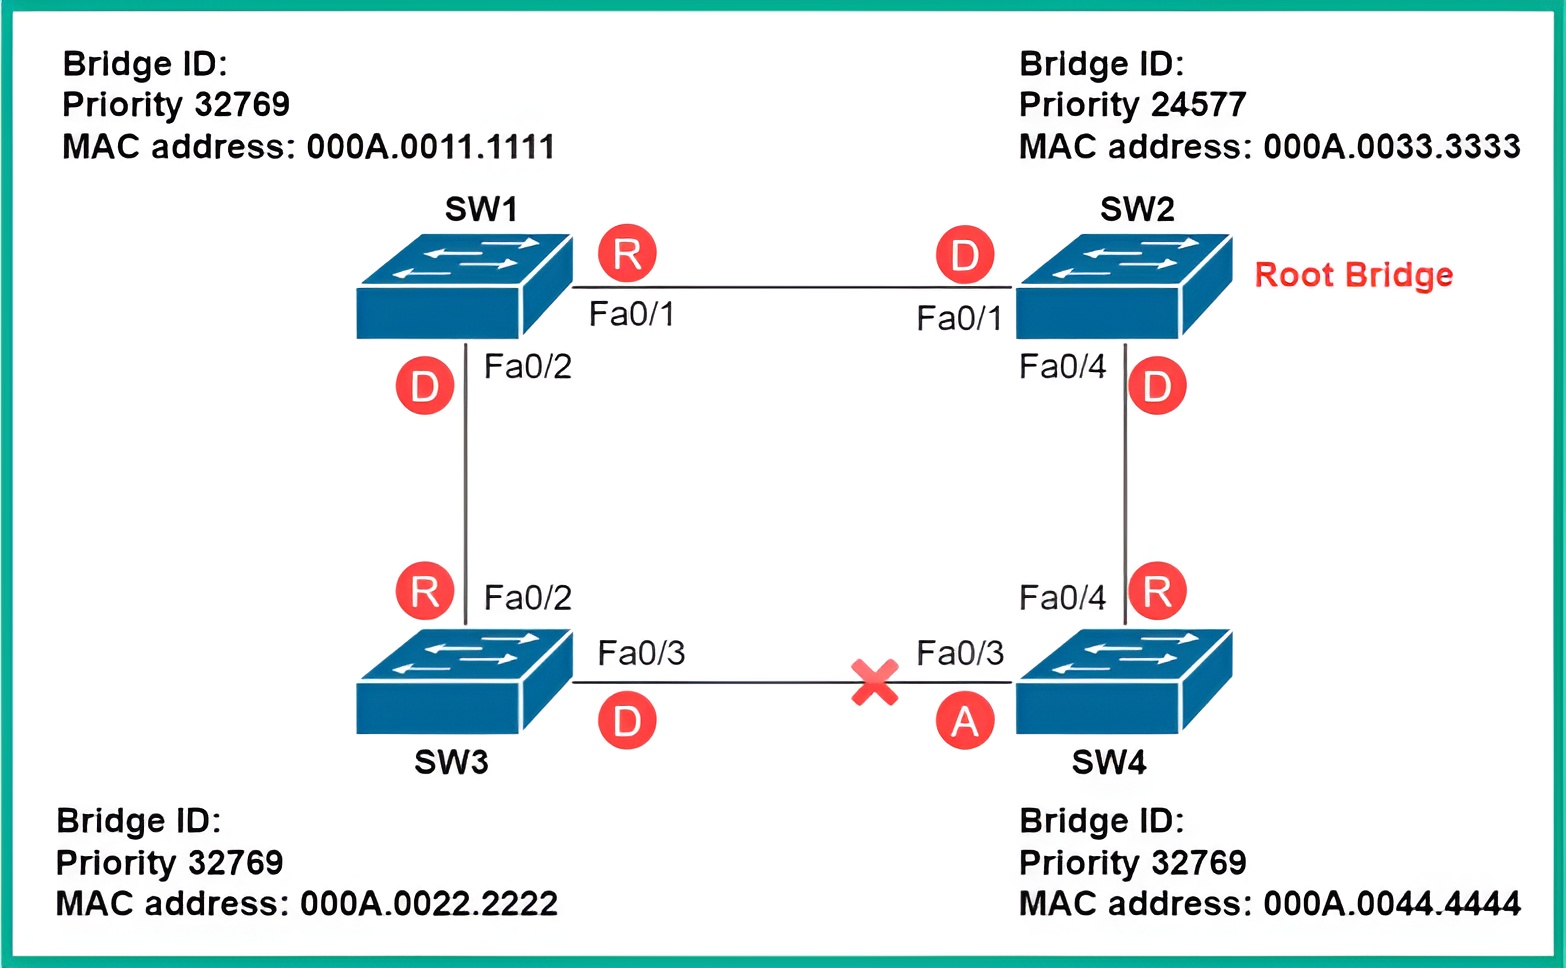 Bridge ID:
Priority 32769
MAC address: 000A.0011.1111
Bridge ID:
Priority 24577
MAC address: 000A.0033.3333
SW1
SW2
R
D
Root Bridge
Fa0/1
Fa0/1
D
Fa0/2
Fa0/4
D
R
Fa0/2
Fa0/4
R
Fa0/3
Fa0/3
D
A
SW3
SW4
Bridge ID:
Priority 32769
MAC address: 000A.0022.2222
Bridge ID:
Priority 32769
MAC address: 000A.0044.4444